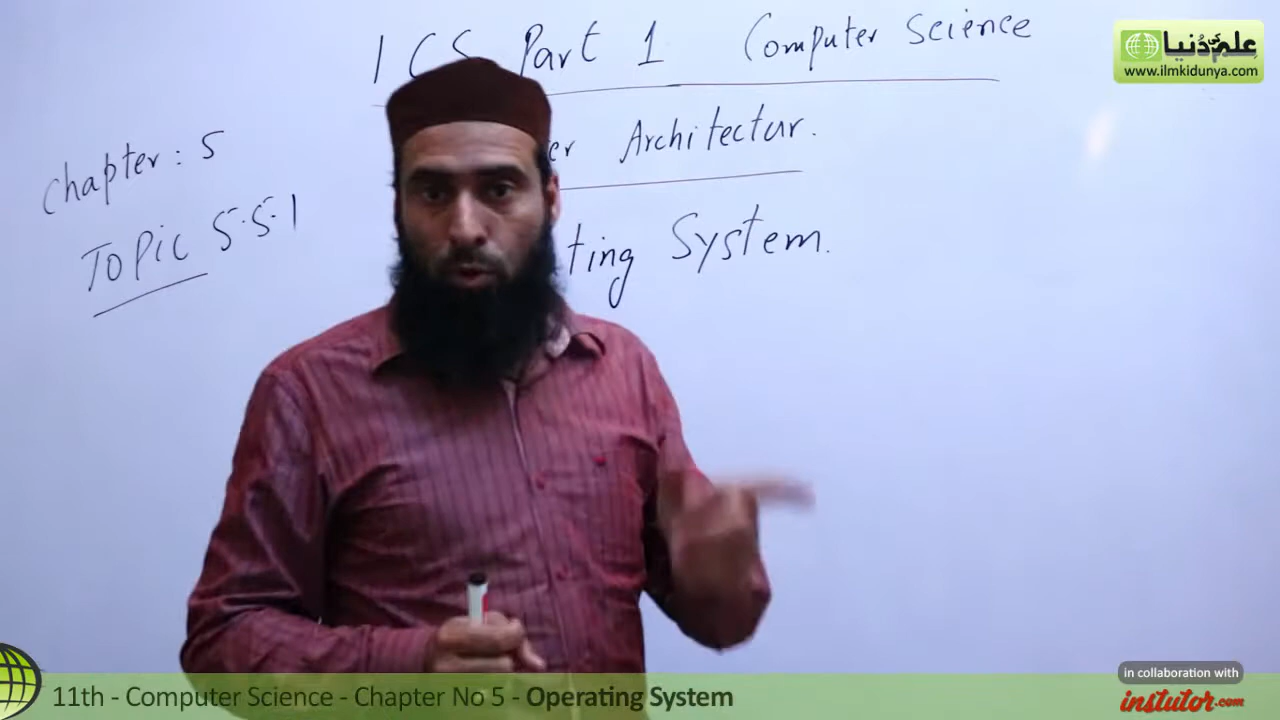 ICS Part 1 Computer Science
er Architectur.
Chapter: 5
Topic 5.5.1
ting System.
علم کی دنیا
www.ilmkidunya.com
11th - Computer Science - Chapter No 5 - Operating System
in collaboration with
instutor.com